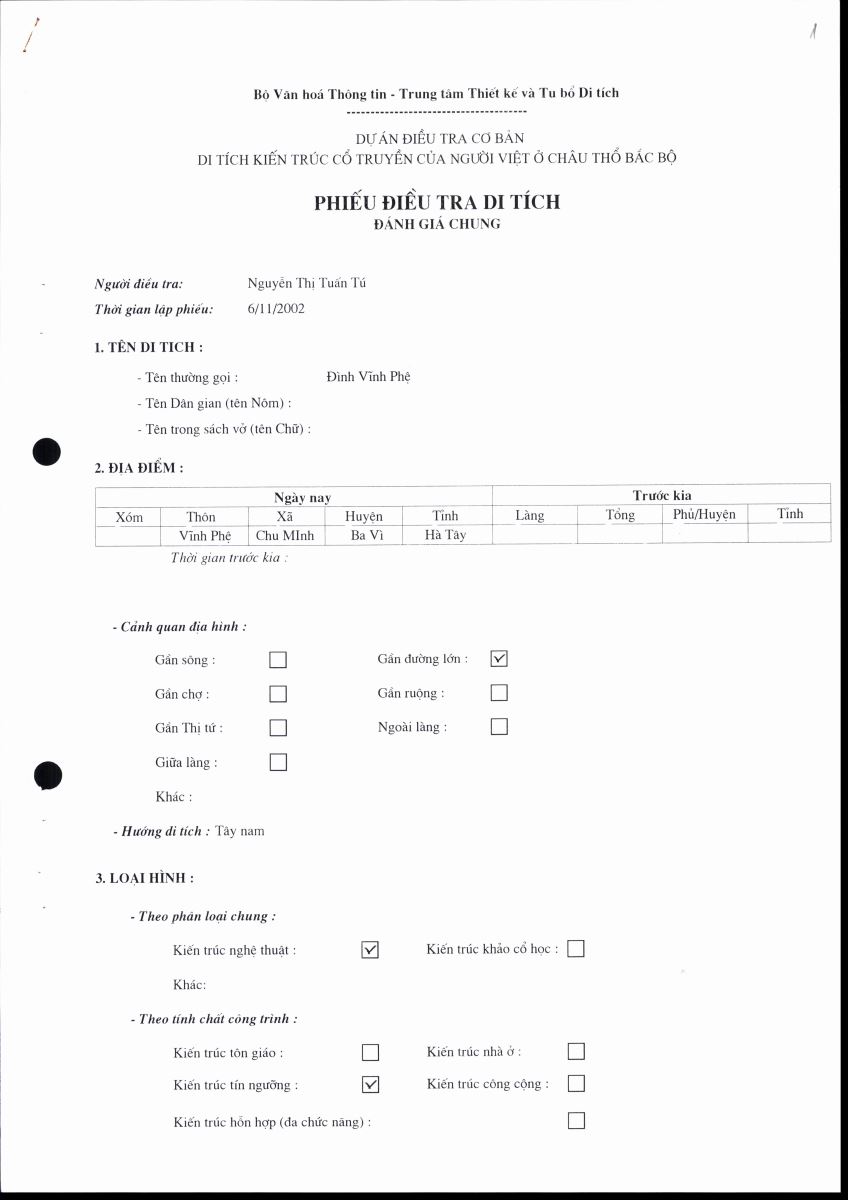 1
Bộ Văn hoá Thông tin - Trung tâm Thiết kế và Tu bổ Di tích
DỰ ÁN ĐIỀU TRA CƠ BẢN
DI TÍCH KIẾN TRÚC CỔ TRUYỀN CỦA NGƯỜI VIỆT Ở CHÂU THỔ BẮC BỘ
PHIẾU ĐIỀU TRA DI TÍCH
ĐÁNH GIÁ CHUNG
Người điều tra: Nguyễn Thị Tuấn Tú
Thời gian lập phiếu: 6/11/2002
1. TÊN DI TICH :
- Tên thường gọi : Đình Vĩnh Phệ
- Tên Dân gian (tên Nôm) :
- Tên trong sách vở (tên Chữ) :
2. ĐỊA ĐIỂM :
Ngày nay Trước kia
Xóm Thôn Xã Huyện Tỉnh Làng Tổng Phủ/Huyện Tỉnh
Vĩnh Phệ Chu MInh Ba Vì Hà Tây
Thời gian trước kia :
- Cảnh quan địa hình :
Gần sông : Gần đường lớn :
Gần chợ : Gần ruộng :
Gần Thị tứ : Ngoài làng :
Giữa làng :
Khác :
- Hướng di tích : Tây nam
3. LOẠI HÌNH :
- Theo phân loại chung :
Kiến trúc nghệ thuật : Kiến trúc khảo cổ học :
Khác:
- Theo tính chất công trình :
Kiến trúc tôn giáo : Kiến trúc nhà ở :
Kiến trúc tín ngưỡng : Kiến trúc công cộng :
Kiến trúc hỗn hợp (đa chức năng) :